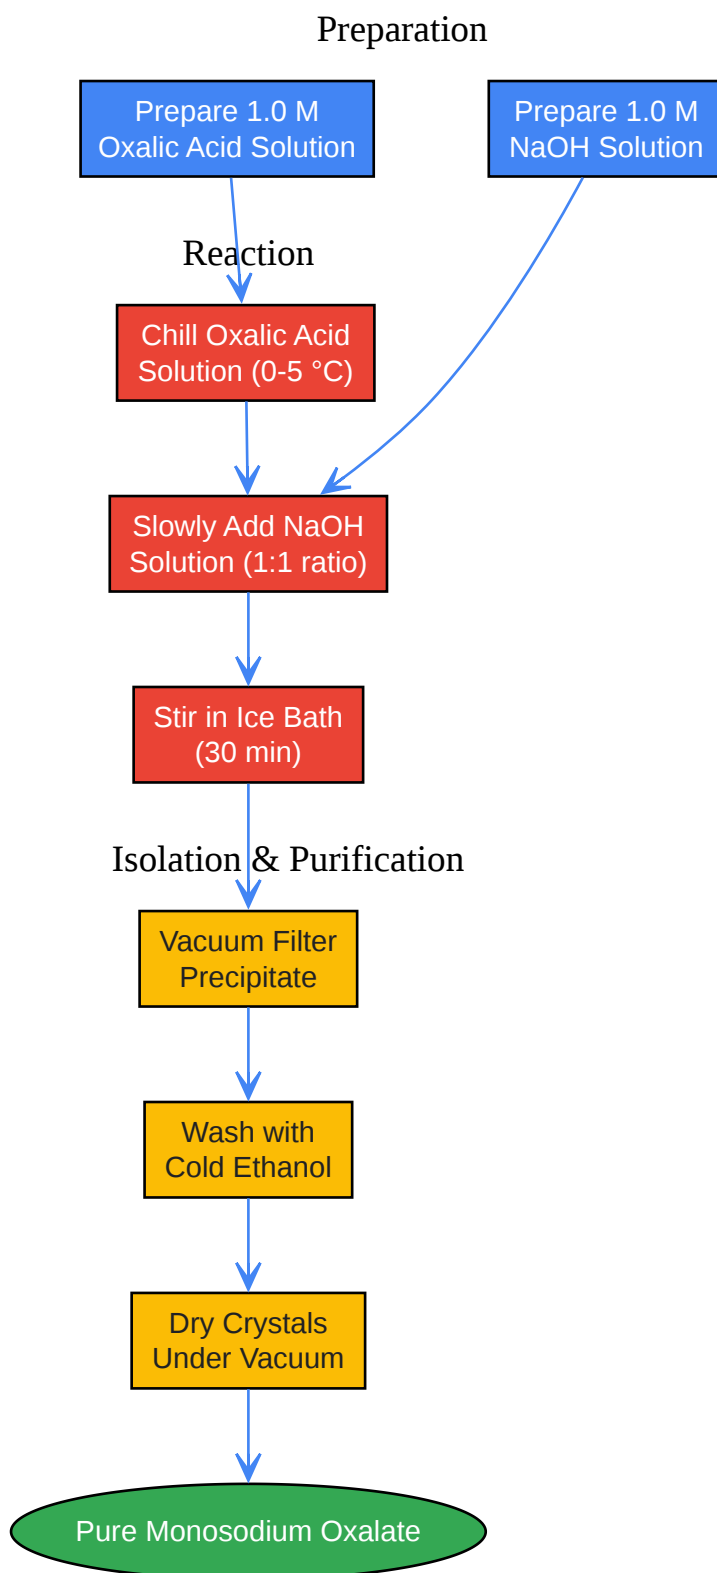 Preparation
Prepare 1.0 M
Oxalic Acid Solution
Prepare 1.0 M
NaOH Solution
Reaction
Chill Oxalic Acid
Solution (0-5 °C)
Slowly Add NaOH
Solution (1:1 ratio)
Stir in Ice Bath
(30 min)
Isolation & Purification
Vacuum Filter
Precipitate
Wash with
Cold Ethanol
Dry Crystals
Under Vacuum
Pure Monosodium Oxalate